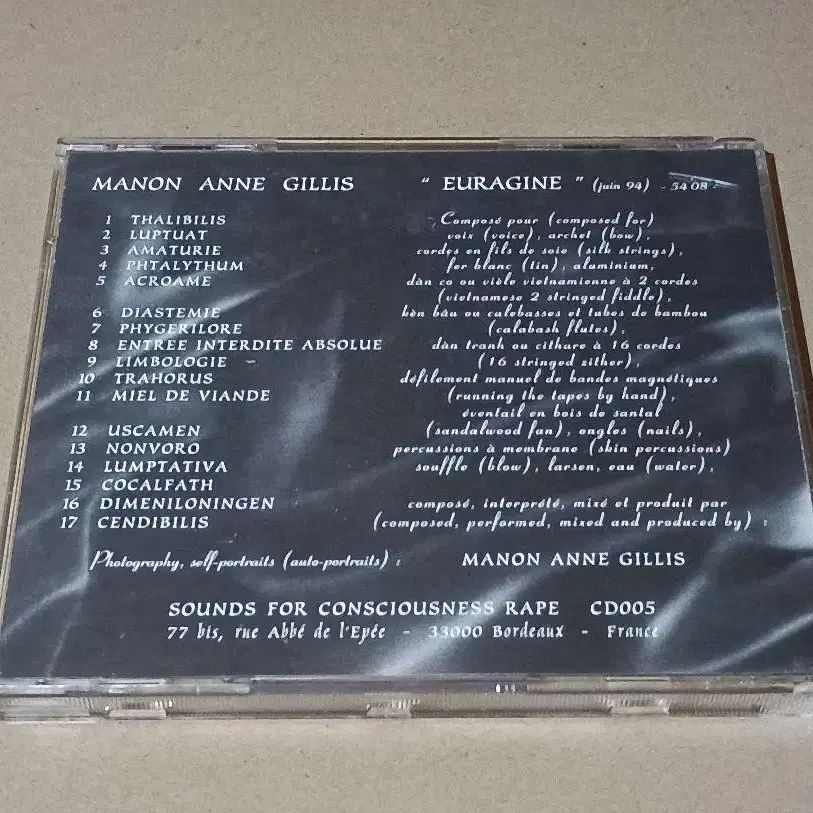 MANON ANNE GILLIS " EURAGINE " (juin 94) - 54'08
1 THALIBILIS
2 LUPTUAT
3 AMATURIE
4 PHTALYTHUM
5 ACROAME
6 DIASTEMIE
7 PHYGERILORE
8 ENTREE INTERDITE ABSOLUE
9 LIMBOLOGIE
10 TRAHORUS
11 MIEL DE VIANDE
12 USCAMEN
13 NONVORO
14 LUMPTATIVA
15 COCALFATH
16 DIMENILONINGEN
17 CENDIBILIS
Composé pour (composed for)
voix (voice), archet (bow),
cordes en fils de soie (silk strings),
fer blanc (tin), aluminium,
dàn co ou vièle vietnamienne à 2 cordes
(vietnamese 2 stringed fiddle),
kèn bâu ou calebasses et tubes de bambou
(calabash flutes),
dàn tranh ou cithare à 16 cordes
(16 stringed zither),
défilement manuel de bandes magnétiques
(running the tapes by hand),
éventail en bois de santal
(sandalwood fan), ongles (nails),
percussions à membrane (skin percussions)
souffle (blow), larsen, eau (water),
composé, interprété, mixé et produit par
(composed, performed, mixed and produced by) :
Photography, self-portraits (auto-portraits) : MANON ANNE GILLIS
SOUNDS FOR CONSCIOUSNESS RAPE CD005
77 bis, rue Abbé de l'Epée - 33000 Bordeaux - France